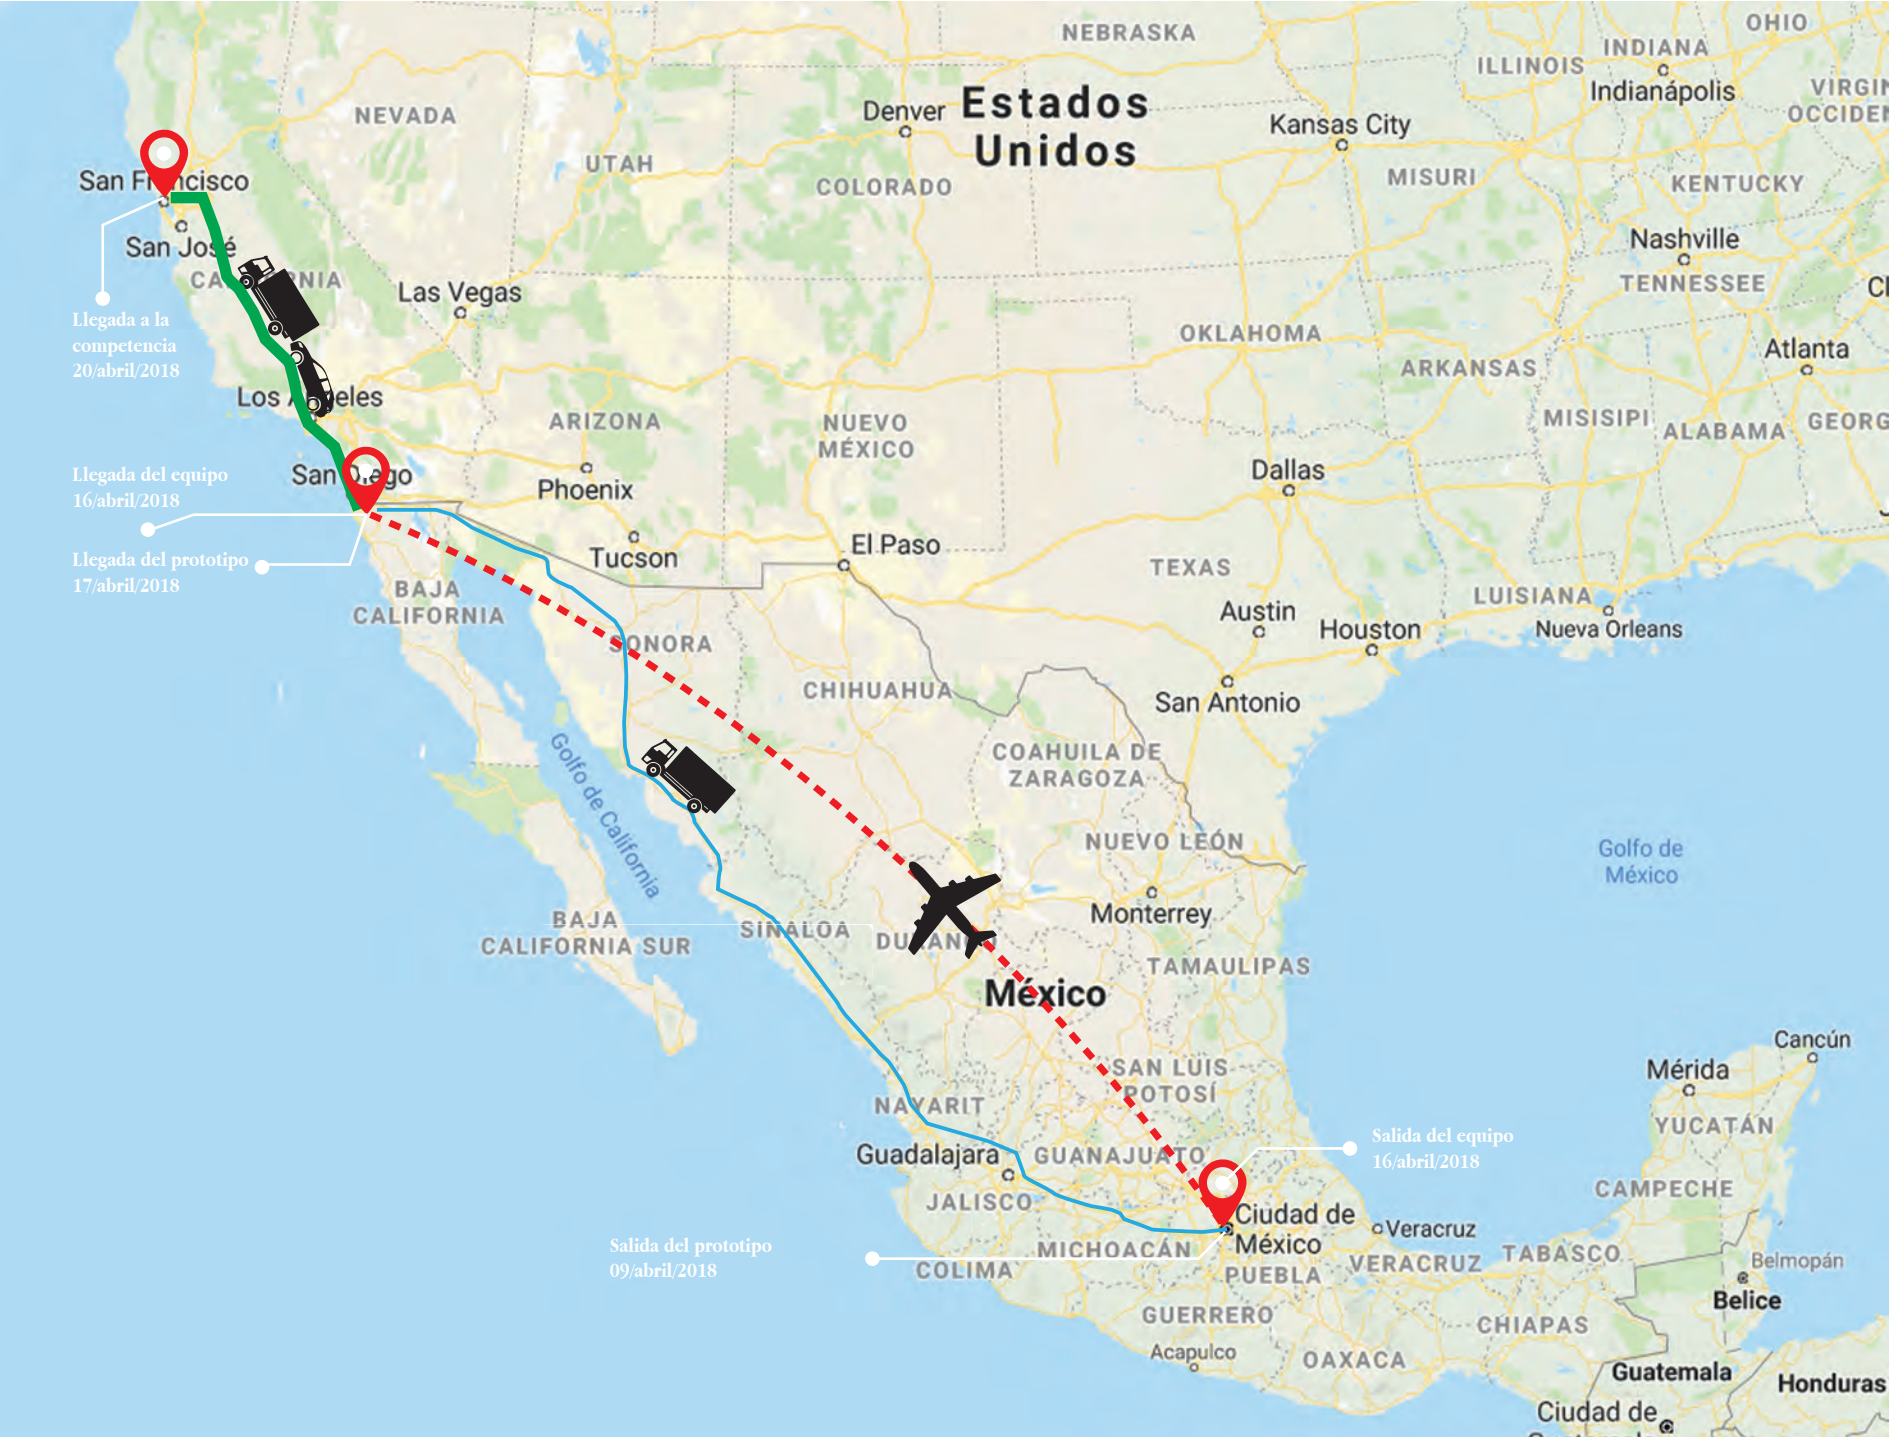 NEBRASKA
OHIO
INDIANA
ILLINOIS
Indianápolis
VIRGIN
OCCIDEN
Denver
Estados
Unidos
NEVADA
Kansas City
UTAH
COLORADO
MISURI
KENTUCKY
San Francisco
San José
Nashville
TENNESSEE
CALIFORNIA
Las Vegas
Llegada a la
competencia
20/abril/2018
OKLAHOMA
ARKANSAS
Atlanta
Los Angeles
ARIZONA
NUEVO
MÉXICO
MISISIPI
ALABAMA
GEORG
Llegada del equipo
16/abril/2018
San Diego
Phoenix
Dallas
Llegada del prototipo
17/abril/2018
Tucson
El Paso
TEXAS
BAJA
CALIFORNIA
LUISIANA
Austin
Houston
Nueva Orleans
SONORA
CHIHUAHUA
San Antonio
Golfo de California
COAHUILA DE
ZARAGOZA
NUEVO LEÓN
Golfo de
México
Monterrey
BAJA
CALIFORNIA SUR
SINALOA
DURANGO
TAMAULIPAS
México
Cancún
Mérida
SAN LUIS
POTOSÍ
NAYARIT
YUCATÁN
Salida del equipo
16/abril/2018
Guadalajara
GUANAJUATO
JALISCO
CAMPECHE
Ciudad de
México
Veracruz
Salida del prototipo
09/abril/2018
MICHOACÁN
COLIMA
PUEBLA
VERACRUZ
TABASCO
Belmopán
Belice
GUERRERO
CHIAPAS
Acapulco
OAXACA
Guatemala
Honduras
Ciudad de